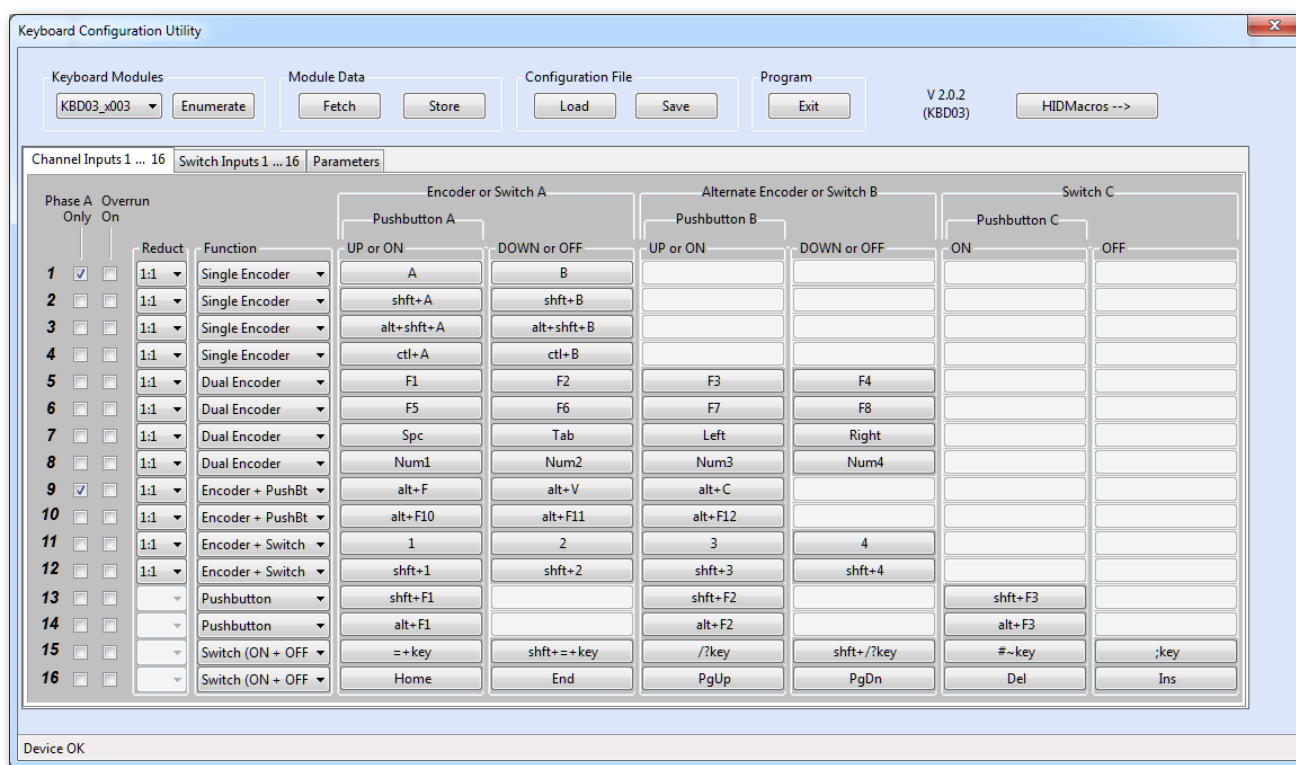 Keyboard Configuration Utility
Keyboard Modules Module Data Configuration File Program
KBD03_x003 Enumerate Fetch Store Load Save Exit V 2.0.2 (KBD03) HIDMacros -->
Channel Inputs 1 ... 16 Switch Inputs 1 ... 16 Parameters
Encoder or Switch A Alternate Encoder or Switch B Switch C
Phase A Only Overrun On
Pushbutton A Pushbutton B Pushbutton C
Reduct Function UP or ON DOWN or OFF UP or ON DOWN or OFF ON OFF
1 1:1 Single Encoder A B
2 1:1 Single Encoder shft+A shft+B
3 1:1 Single Encoder alt+shft+A alt+shft+B
4 1:1 Single Encoder ctl+A ctl+B
5 1:1 Dual Encoder F1 F2 F3 F4
6 1:1 Dual Encoder F5 F6 F7 F8
7 1:1 Dual Encoder Spc Tab Left Right
8 1:1 Dual Encoder Num1 Num2 Num3 Num4
9 1:1 Encoder + PushBt alt+F alt+V alt+C
10 1:1 Encoder + PushBt alt+F10 alt+F11 alt+F12
11 1:1 Encoder + Switch 1 2 3 4
12 1:1 Encoder + Switch shft+1 shft+2 shft+3 shft+4
13 Pushbutton shft+F1 shft+F2 shft+F3
14 Pushbutton alt+F1 alt+F2 alt+F3
15 Switch (ON + OFF =+key shft+=+key /?key shft+/?key #~key ;key
16 Switch (ON + OFF Home End PgUp PgDn Del Ins
Device OK